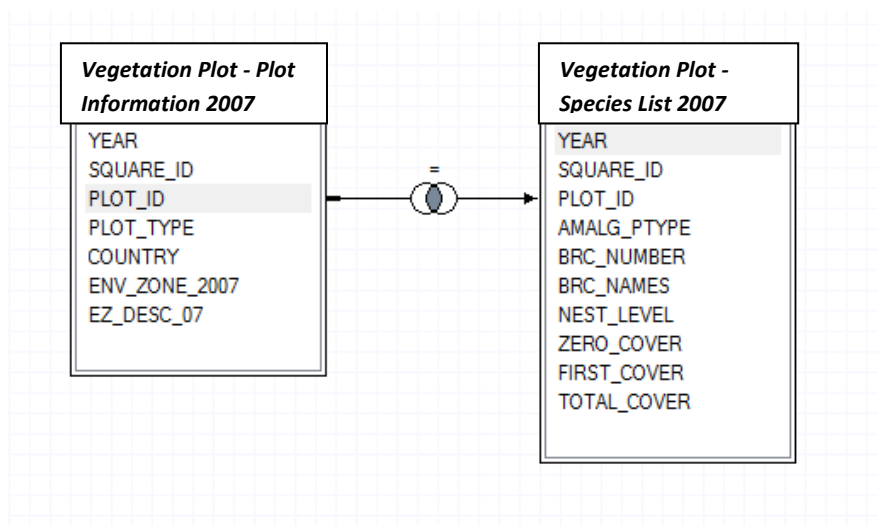 Vegetation Plot - Plot
Information 2007
YEAR
SQUARE_ID
PLOT_ID
PLOT_TYPE
COUNTRY
ENV_ZONE_2007
EZ_DESC_07
=
Vegetation Plot -
Species List 2007
YEAR
SQUARE_ID
PLOT_ID
AMALG_PTYPE
BRC_NUMBER
BRC_NAMES
NEST_LEVEL
ZERO_COVER
FIRST_COVER
TOTAL_COVER